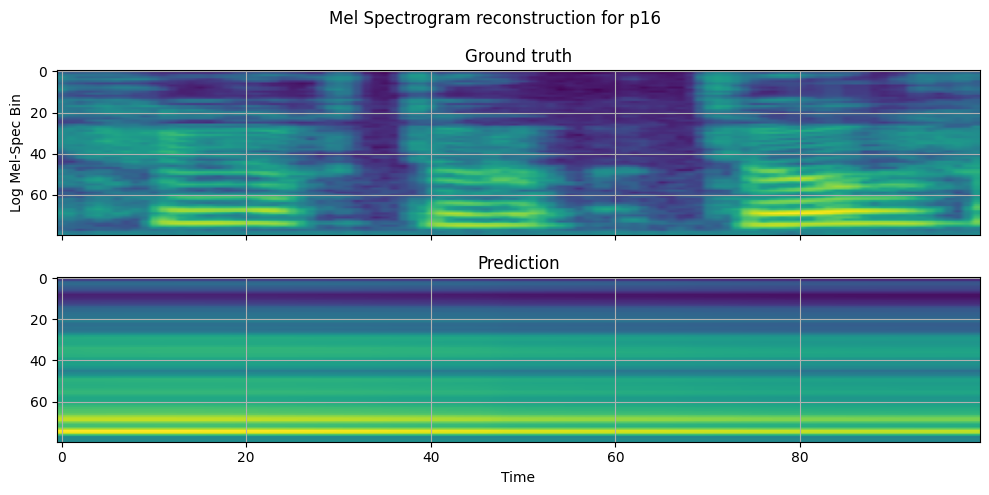 Mel Spectrogram reconstruction for p16
Ground truth
Log Mel-Spec Bin
0
20
40
60
Prediction
0
20
40
60
0 20 40 60 80
Time